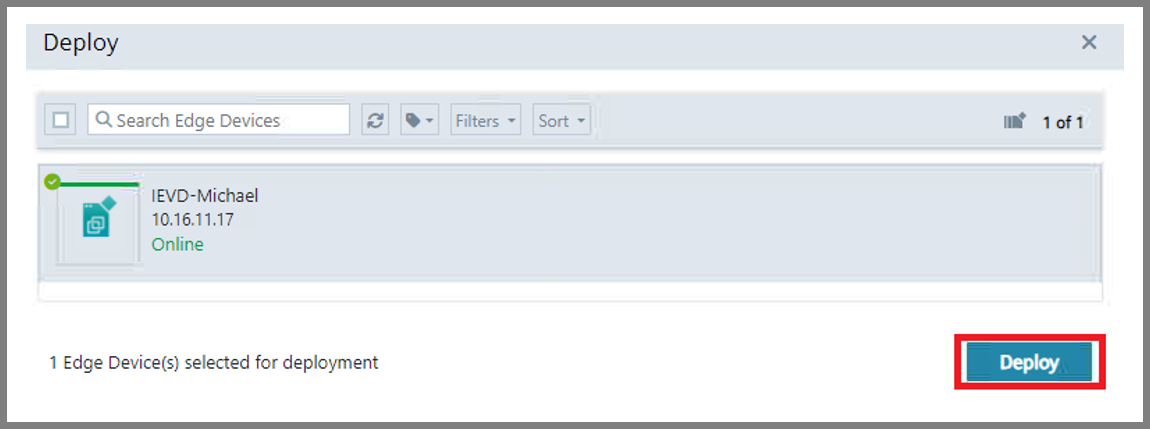 Deploy
Search Edge Devices
Filters
Sort
1 of 1
IEVD-Michael
10.16.11.17
Online
1 Edge Device(s) selected for deployment
Deploy